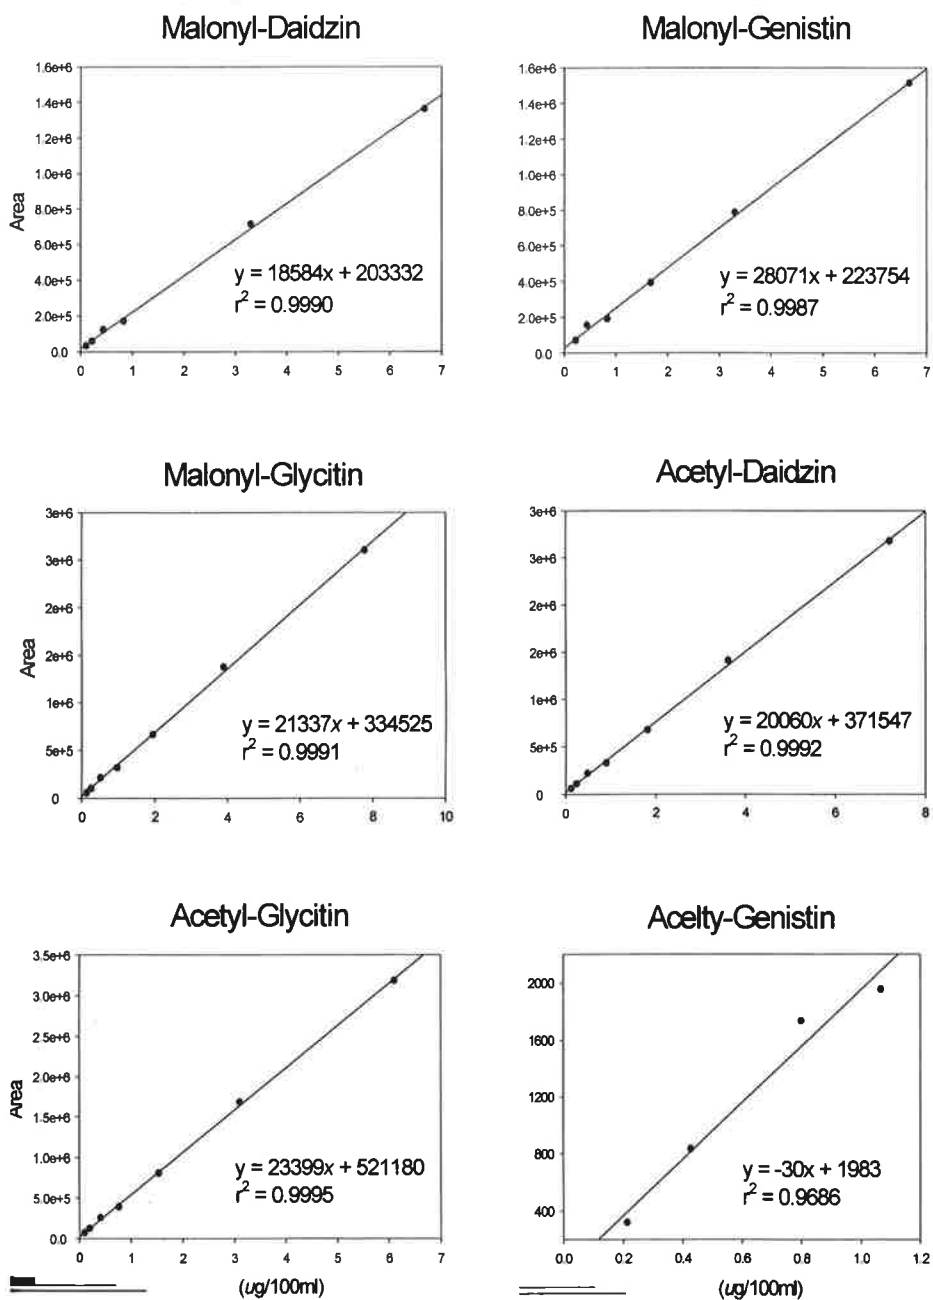 Malonyl-Daidzin
1.6e+6
1.4e+6
1.2e+6
1.0e+6
8.0e+5
6.0e+5
4.0e+5
2.0e+5
0.0
Area
y = 18584x + 203332
r² = 0.9990
0 1 2 3 4 5 6 7
Malonyl-Genistin
1.6e+6
1.4e+6
1.2e+6
1.0e+6
8.0e+5
6.0e+5
4.0e+5
2.0e+5
0.0
y = 28071x + 223754
r² = 0.9987
0 1 2 3 4 5 6 7
Malonyl-Glycitin
3e+6
3e+6
2e+6
2e+6
1e+6
5e+5
0
Area
y = 21337x + 334525
r² = 0.9991
0 2 4 6 8 10
Acetyl-Daidzin
3e+6
3e+6
2e+6
2e+6
1e+6
5e+5
0
y = 20060x + 371547
r² = 0.9992
0 2 4 6 8
Acetyl-Glycitin
3.5e+6
3.0e+6
2.5e+6
2.0e+6
1.5e+6
1.0e+6
5.0e+5
0.0
Area
y = 23399x + 521180
r² = 0.9995
0 1 2 3 4 5 6 7
(ug/100ml)
Acelty-Genistin
2000
1600
1200
800
400
y = -30x + 1983
r² = 0.9686
0.0 0.2 0.4 0.6 0.8 1.0 1.2
(ug/100ml)